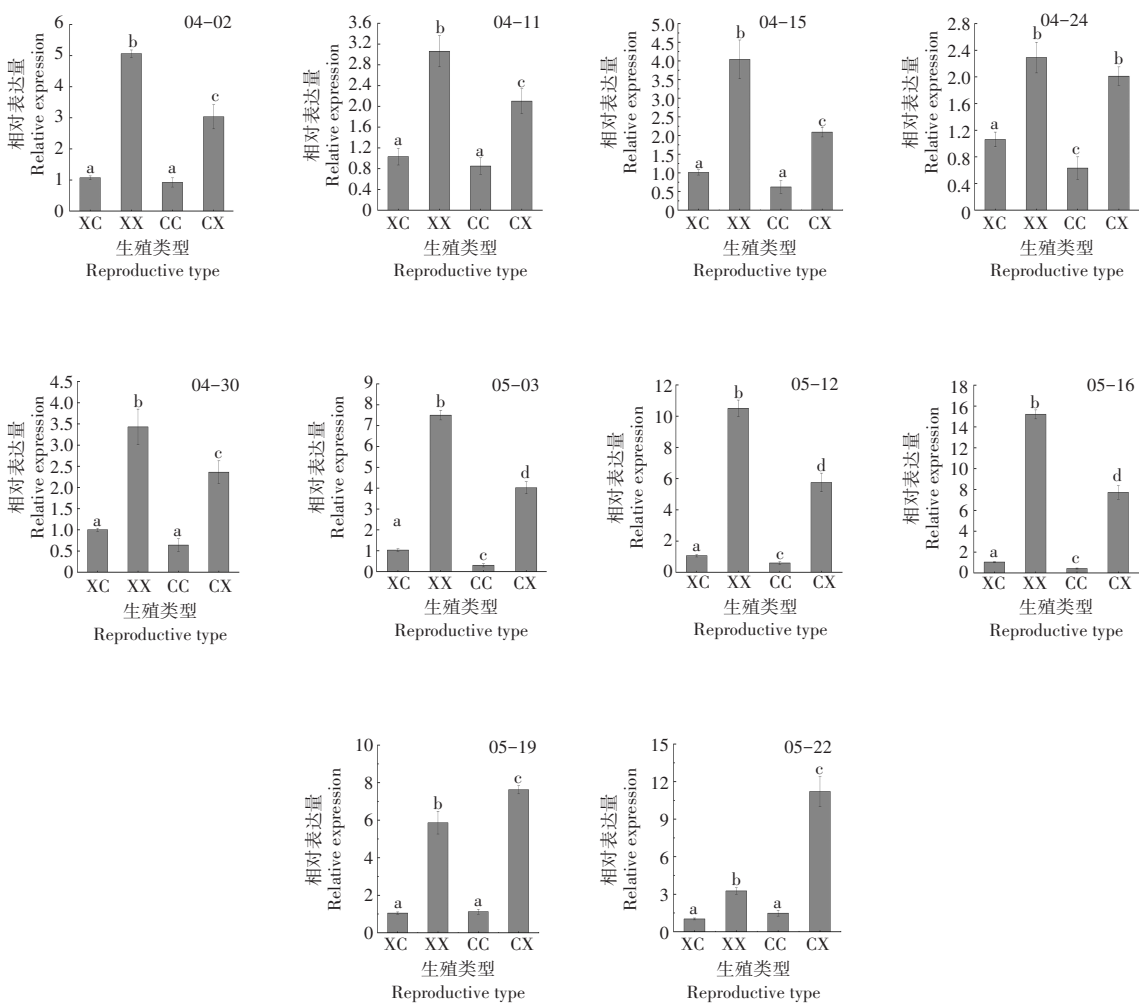 04-02
相对表达量
Relative expression
6
5
4
3
2
1
0
a
b
a
c
XC XX CC CX
生殖类型
Reproductive type
04-11
相对表达量
Relative expression
3.6
3.2
2.8
2.4
2.0
1.6
1.2
0.8
0.4
0
a
b
a
c
XC XX CC CX
生殖类型
Reproductive type
04-15
相对表达量
Relative expression
5.0
4.5
4.0
3.5
3.0
2.5
2.0
1.5
1.0
0.5
0
a
b
a
c
XC XX CC CX
生殖类型
Reproductive type
04-24
相对表达量
Relative expression
2.8
2.4
2.0
1.6
1.2
0.8
0.4
0
a
b
c
b
XC XX CC CX
生殖类型
Reproductive type
04-30
相对表达量
Relative expression
4.5
4.0
3.5
3.0
2.5
2.0
1.5
1.0
0.5
0
a
b
a
c
XC XX CC CX
生殖类型
Reproductive type
05-03
相对表达量
Relative expression
9
8
7
6
5
4
3
2
1
0
a
b
c
d
XC XX CC CX
生殖类型
Reproductive type
05-12
相对表达量
Relative expression
12
10
8
6
4
2
0
a
b
c
d
XC XX CC CX
生殖类型
Reproductive type
05-16
相对表达量
Relative expression
18
16
14
12
10
8
6
4
2
0
a
b
c
d
XC XX CC CX
生殖类型
Reproductive type
05-19
相对表达量
Relative expression
10
8
6
4
2
0
a
b
a
c
XC XX CC CX
生殖类型
Reproductive type
05-22
相对表达量
Relative expression
15
12
9
6
3
0
a
b
a
c
XC XX CC CX
生殖类型
Reproductive type